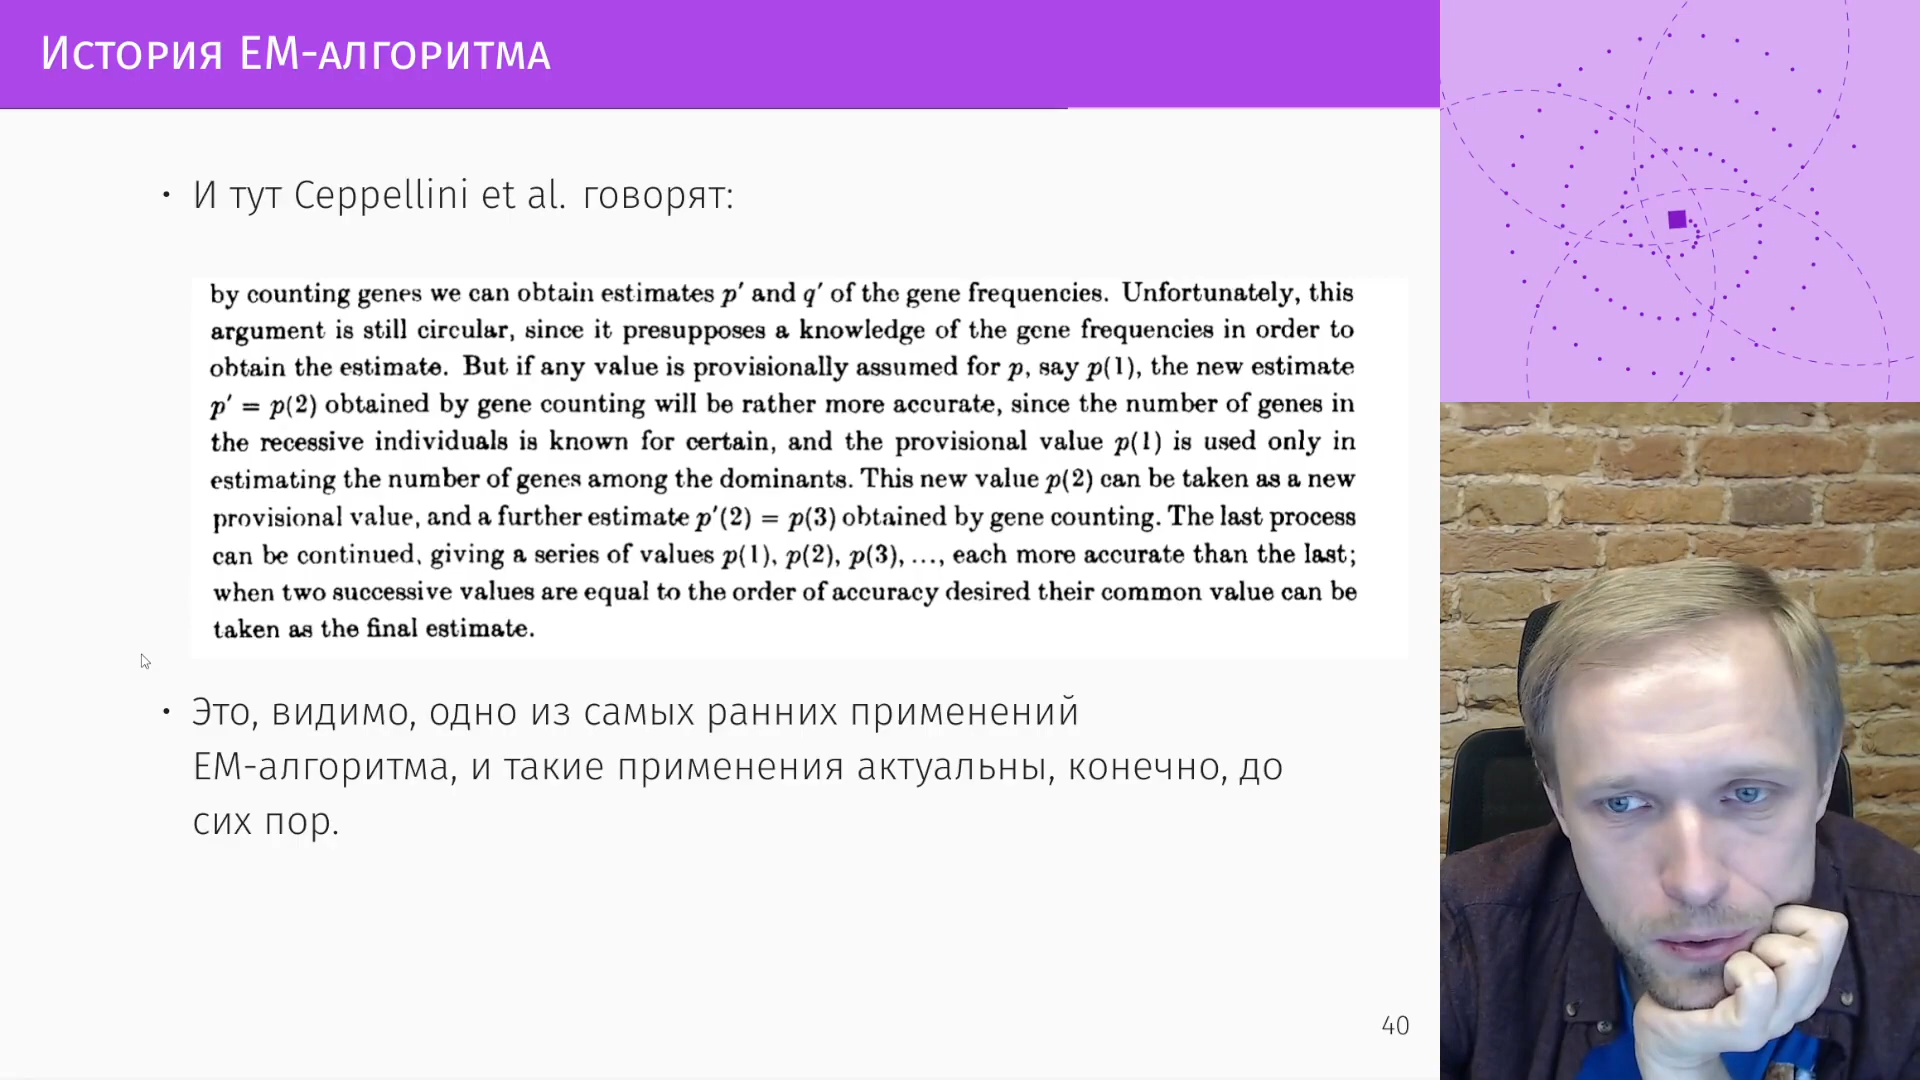 История EM-алгоритма
• И тут Ceppellini et al. говорят:
by counting genes we can obtain estimates p′ and q′ of the gene frequencies. Unfortunately, this
argument is still circular, since it presupposes a knowledge of the gene frequencies in order to
obtain the estimate. But if any value is provisionally assumed for p, say p(1), the new estimate
p′ = p(2) obtained by gene counting will be rather more accurate, since the number of genes in
the recessive individuals is known for certain, and the provisional value p(1) is used only in
estimating the number of genes among the dominants. This new value p(2) can be taken as a new
provisional value, and a further estimate p′(2) = p(3) obtained by gene counting. The last process
can be continued, giving a series of values p(1), p(2), p(3), ..., each more accurate than the last;
when two successive values are equal to the order of accuracy desired their common value can be
taken as the final estimate.
• Это, видимо, одно из самых ранних применений
EM-алгоритма, и такие применения актуальны, конечно, до
сих пор.
40